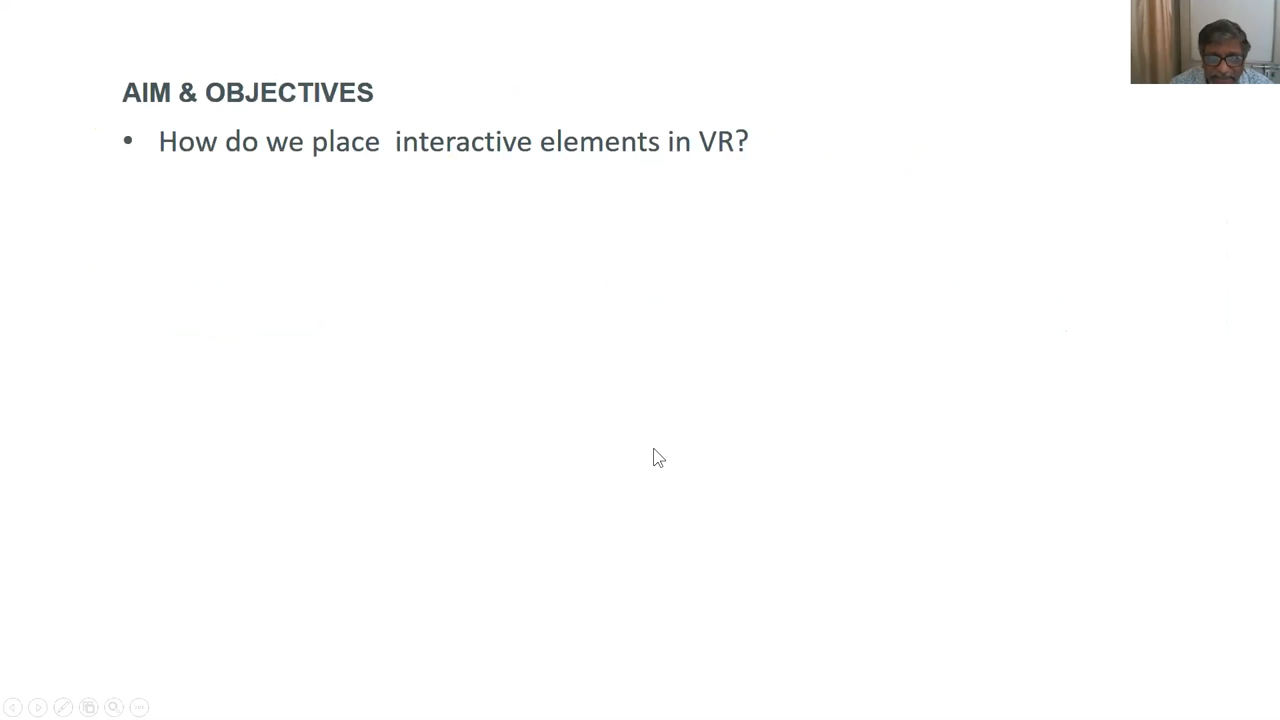 AIM & OBJECTIVES
• How do we place  interactive elements in VR?